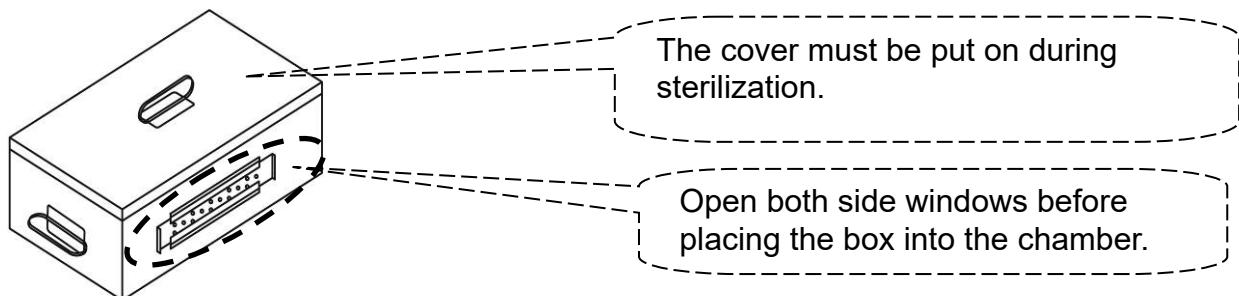 The cover must be put on during
sterilization.
Open both side windows before
placing the box into the chamber.